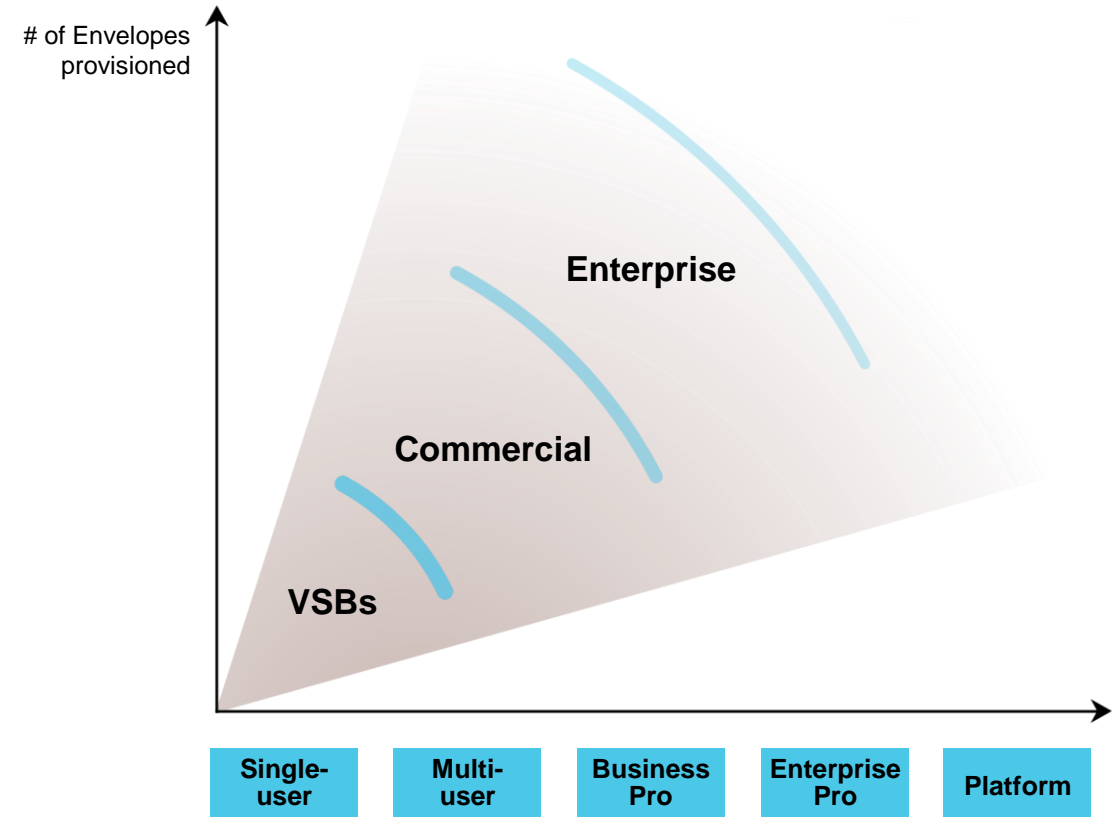 # of Envelopes
provisioned
Enterprise
Commercial
VSBs
Single-
user
Multi-
user
Business
Pro
Enterprise
Pro
Platform